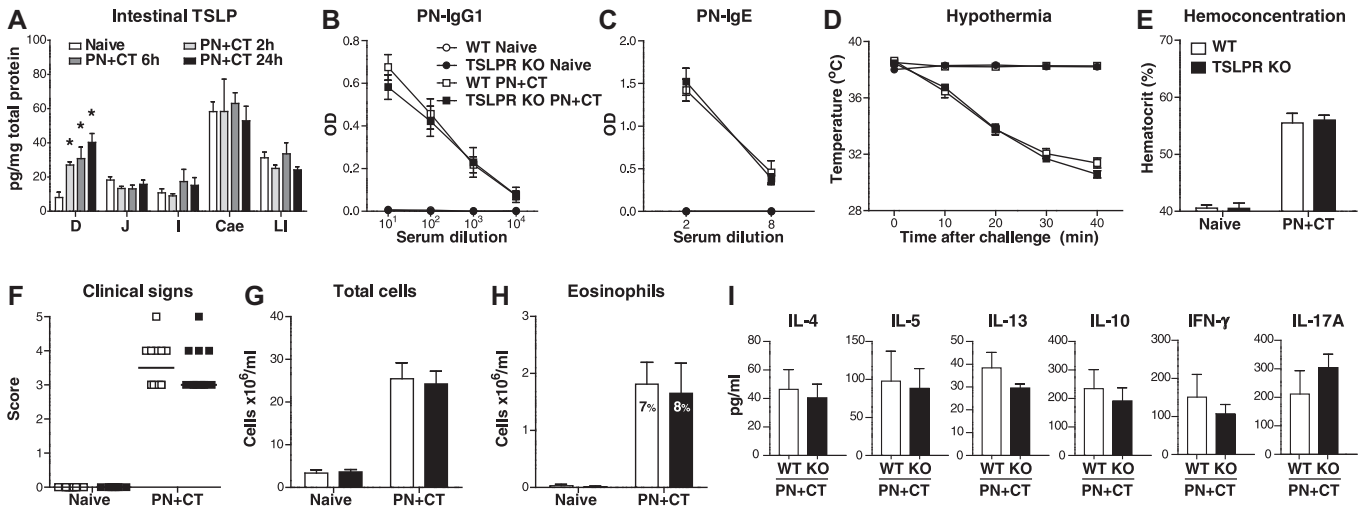 A Intestinal TSLP
Naive PN+CT 2h
PN+CT 6h PN+CT 24h
pg/mg total protein
100
80
60
40
20
0
* * *
D J I Cae LI
B PN-IgG1
OD
0.8
0.6
0.4
0.2
0.0
10¹ 10² 10³ 10⁴
Serum dilution
WT Naive
TSLPR KO Naive
WT PN+CT
TSLPR KO PN+CT
C PN-IgE
OD
2.0
1.5
1.0
0.5
0.0
2 8
Serum dilution
D Hypothermia
Temperature (°C)
40
36
32
28
0 10 20 30 40
Time after challenge (min)
E Hemoconcentration
WT
TSLPR KO
Hematocrit (%)
70
60
50
40
Naive PN+CT
F Clinical signs
Score
5
4
3
2
1
0
Naive PN+CT
G Total cells
Cells x10⁶/ml
40
30
20
10
0
Naive PN+CT
H Eosinophils
Cells x10⁶/ml
3
2
1
0
7% 8%
Naive PN+CT
I
pg/ml
IL-4
80
60
40
20
0
WT KO
PN+CT
IL-5
150
125
100
75
50
25
0
WT KO
PN+CT
IL-13
50
40
30
20
10
0
WT KO
PN+CT
IL-10
400
300
200
100
0
WT KO
PN+CT
IFN-γ
300
200
100
0
WT KO
PN+CT
IL-17A
400
300
200
100
0
WT KO
PN+CT